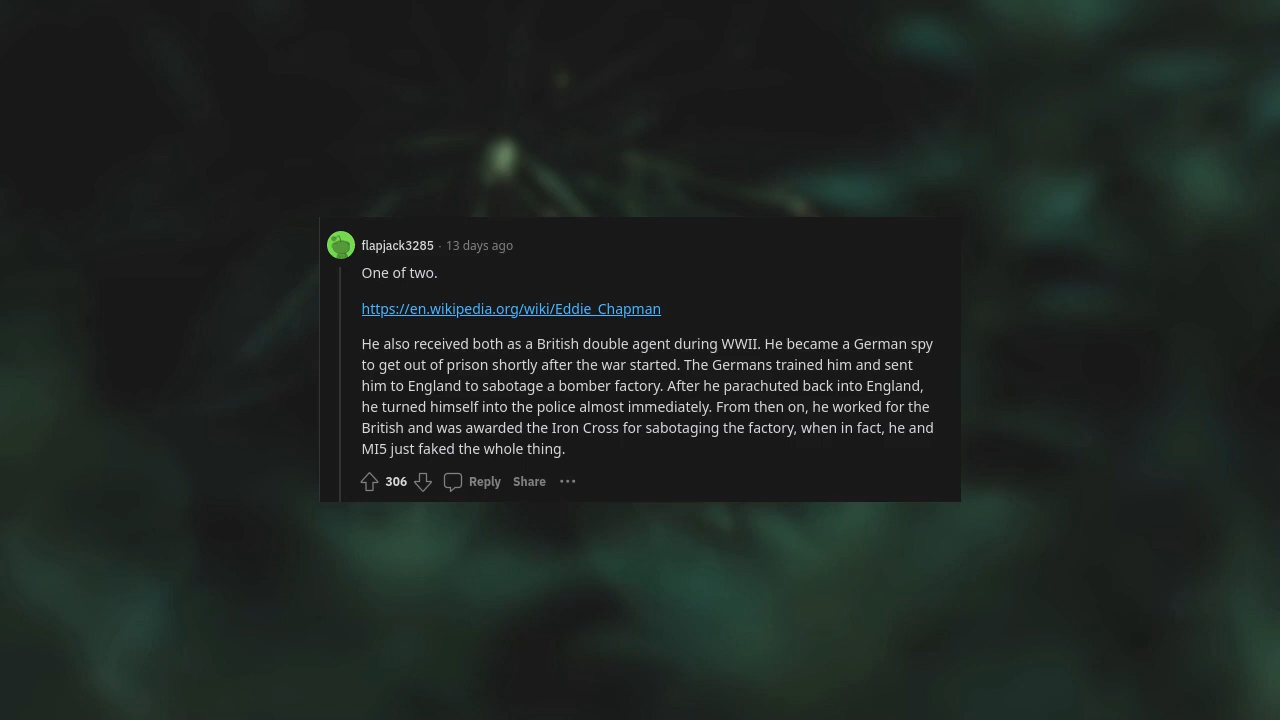 flapjack3285 · 13 days ago
One of two.
https://en.wikipedia.org/wiki/Eddie_Chapman
He also received both as a British double agent during WWII. He became a German spy
to get out of prison shortly after the war started. The Germans trained him and sent
him to England to sabotage a bomber factory. After he parachuted back into England,
he turned himself into the police almost immediately. From then on, he worked for the
British and was awarded the Iron Cross for sabotaging the factory, when in fact, he and
MI5 just faked the whole thing.
306 Reply Share ···